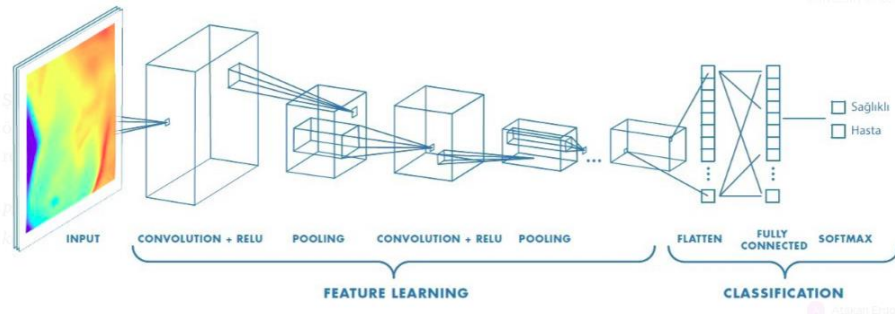 Sağlıklı
Hasta
INPUT
CONVOLUTION + RELU
POOLING
CONVOLUTION + RELU
POOLING
FLATTEN
FULLY
CONNECTED
SOFTMAX
FEATURE LEARNING
CLASSIFICATION